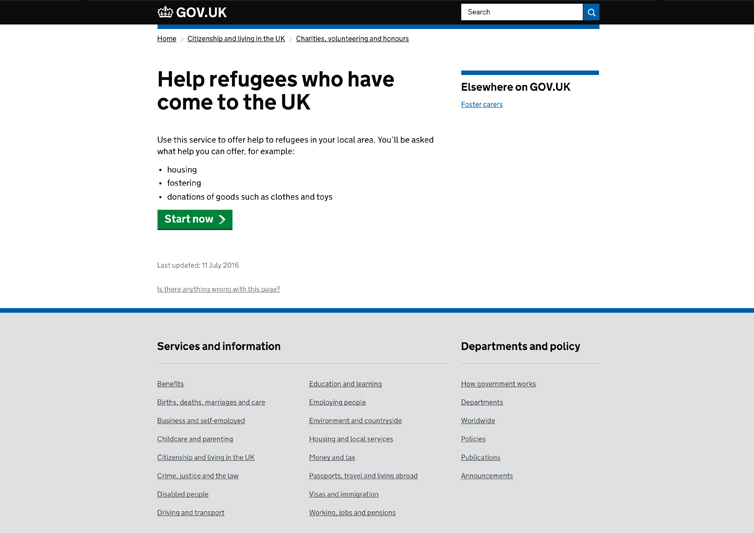 GOV.UK
Search
Home
Citizenship and living in the UK
Charities, volunteering and honours
Help refugees who have
come to the UK
Use this service to offer help to refugees in your local area. You'll be asked
what help you can offer, for example:
• housing
• fostering
• donations of goods such as clothes and toys
Start now
Last updated: 11 July 2016
Is there anything wrong with this page?
Elsewhere on GOV.UK
Foster carers
Services and information
Benefits
Births, deaths, marriages and care
Business and self-employed
Childcare and parenting
Citizenship and living in the UK
Crime, justice and the law
Disabled people
Driving and transport
Education and learning
Employing people
Environment and countryside
Housing and local services
Money and tax
Passports, travel and living abroad
Visas and immigration
Working, jobs and pensions
Departments and policy
How government works
Departments
Worldwide
Policies
Publications
Announcements